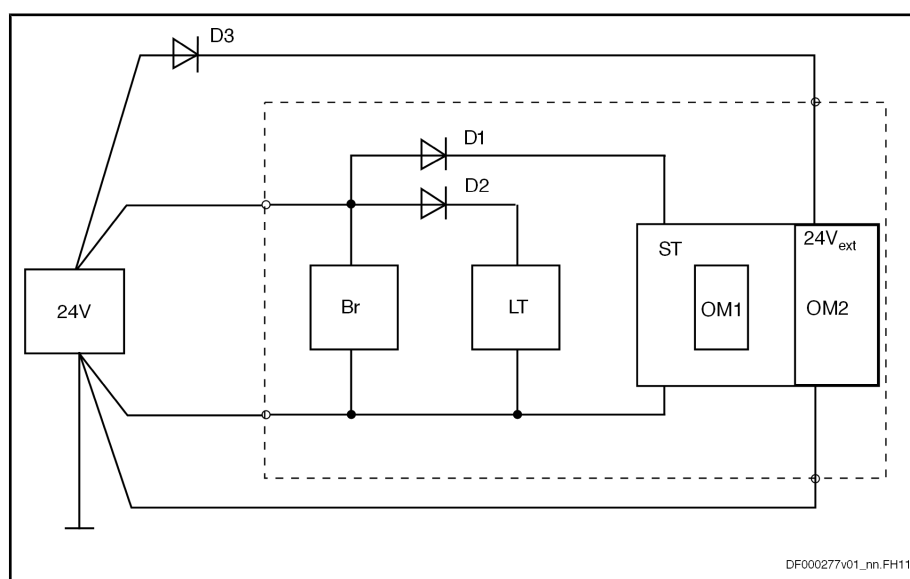 D3
D1
D2
24V
Br
LT
ST
OM1
24Vext
OM2
DF000277v01_nn.FH11